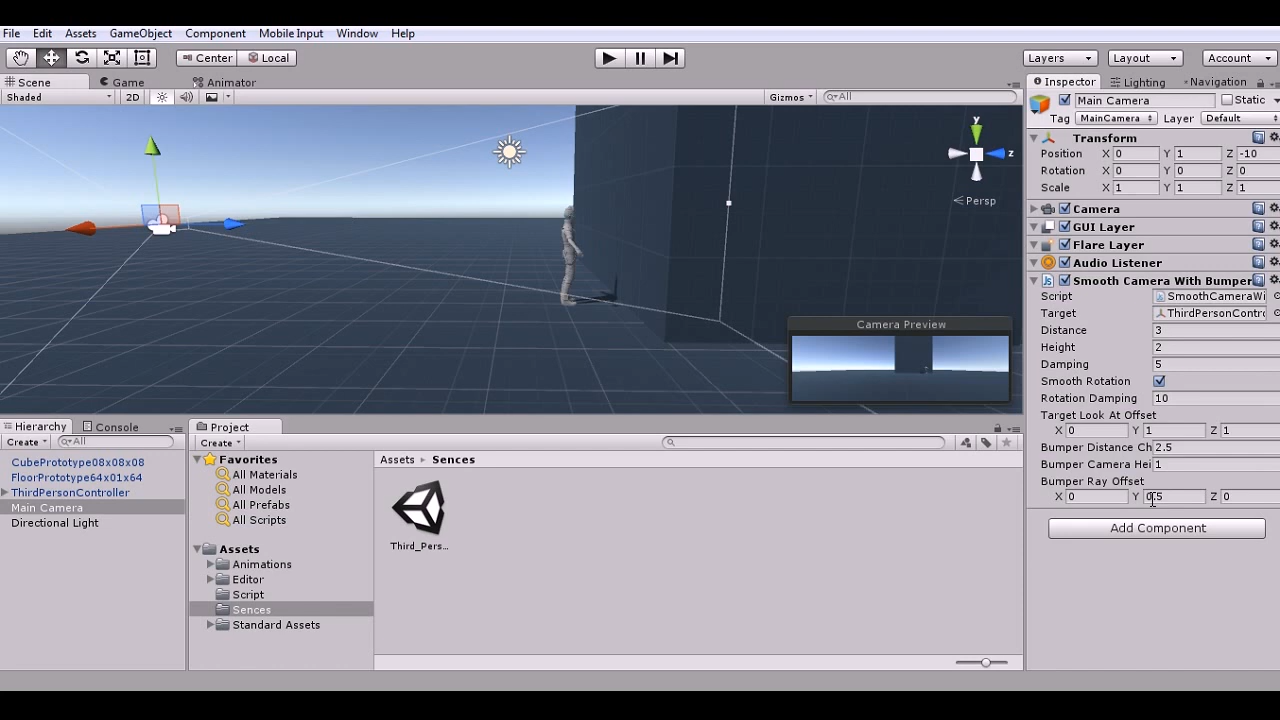 File Edit Assets GameObject Component Mobile Input Window Help
Center Local Layers Layout Account
Scene Game Animator Inspector Lighting Navigation
Shaded 2D Gizmos All
Main Camera Static
Tag MainCamera Layer Default
Transform
Position X 0 Y 1 Z -10
Rotation X 0 Y 0 Z 0
Scale X 1 Y 1 Z 1
Camera
GUI Layer
Flare Layer
Audio Listener
Smooth Camera With Bumper
Script SmoothCameraWi
Target ThirdPersonContro
Distance 3
Height 2
Damping 5
Smooth Rotation
Rotation Damping 10
Target Look At Offset
X 0 Y 1 Z 1
Bumper Distance Ch 2.5
Bumper Camera Hei 1
Bumper Ray Offset
X 0 Y 0.5 Z 0
Add Component
y
z
Persp
Camera Preview
Hierarchy Console
Create All
CubePrototype08x08x08
FloorPrototype64x01x64
ThirdPersonController
Main Camera
Directional Light
Project
Create
Favorites
All Materials
All Models
All Prefabs
All Scripts
Assets
Animations
Editor
Script
Sences
Standard Assets
Assets Sences
Third_Pers...